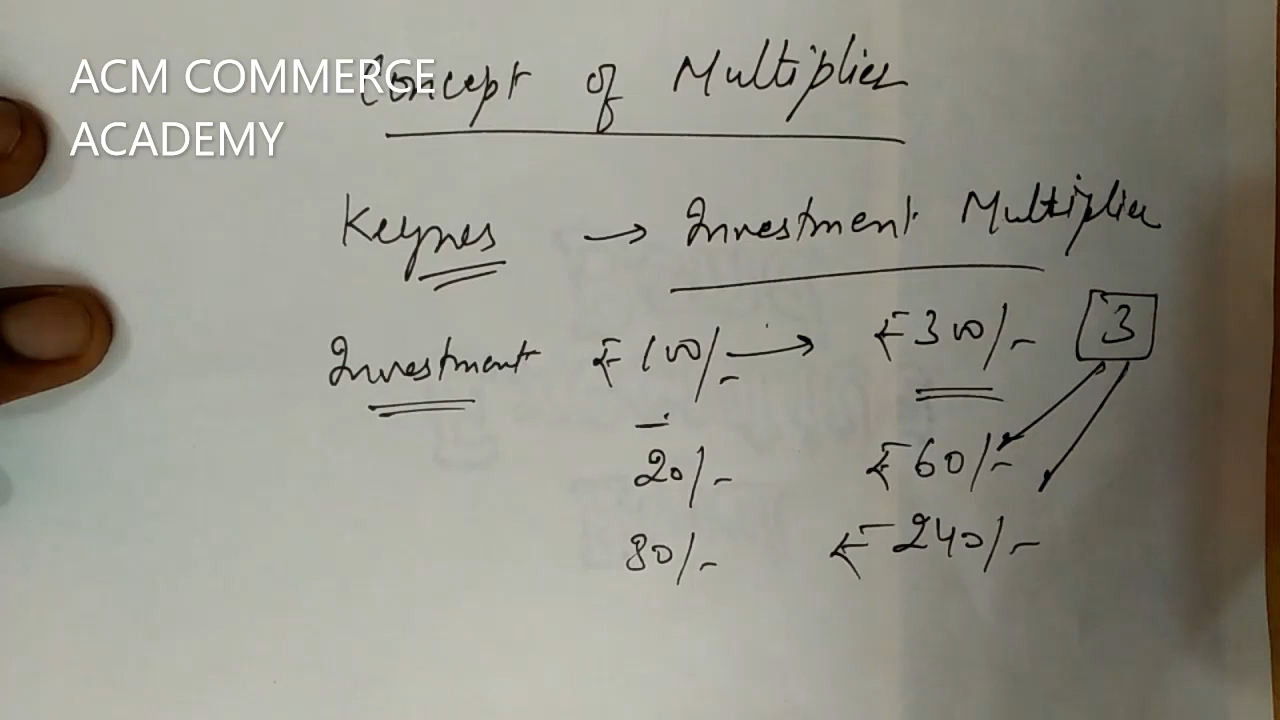 ACM COMMERCE
ACADEMY
Concept of Multiplier
Keynes → Investment Multiplier
Investment ₹100/- → ₹300/- 3
20/- ₹60/-
80/- ₹240/-